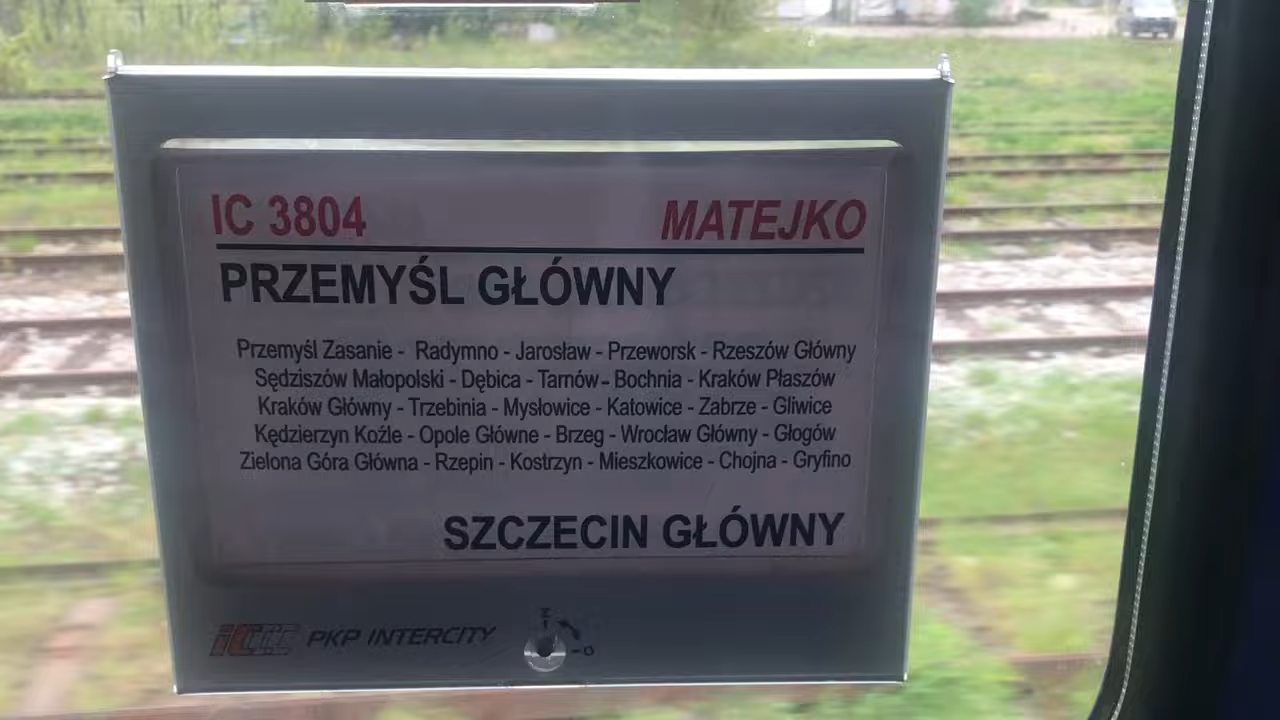 IC 3804 MATEJKO
PRZEMYŚL GŁÓWNY
Przemyśl Zasanie - Radymno - Jarosław - Przeworsk - Rzeszów Główny
Sędziszów Małopolski - Dębica - Tarnów - Bochnia - Kraków Płaszów
Kraków Główny - Trzebinia - Mysłowice - Katowice - Zabrze - Gliwice
Kędzierzyn Koźle - Opole Główne - Brzeg - Wrocław Główny - Głogów
Zielona Góra Główna - Rzepin - Kostrzyn - Mieszkowice - Chojna - Gryfino
SZCZECIN GŁÓWNY
IC PKP INTERCITY